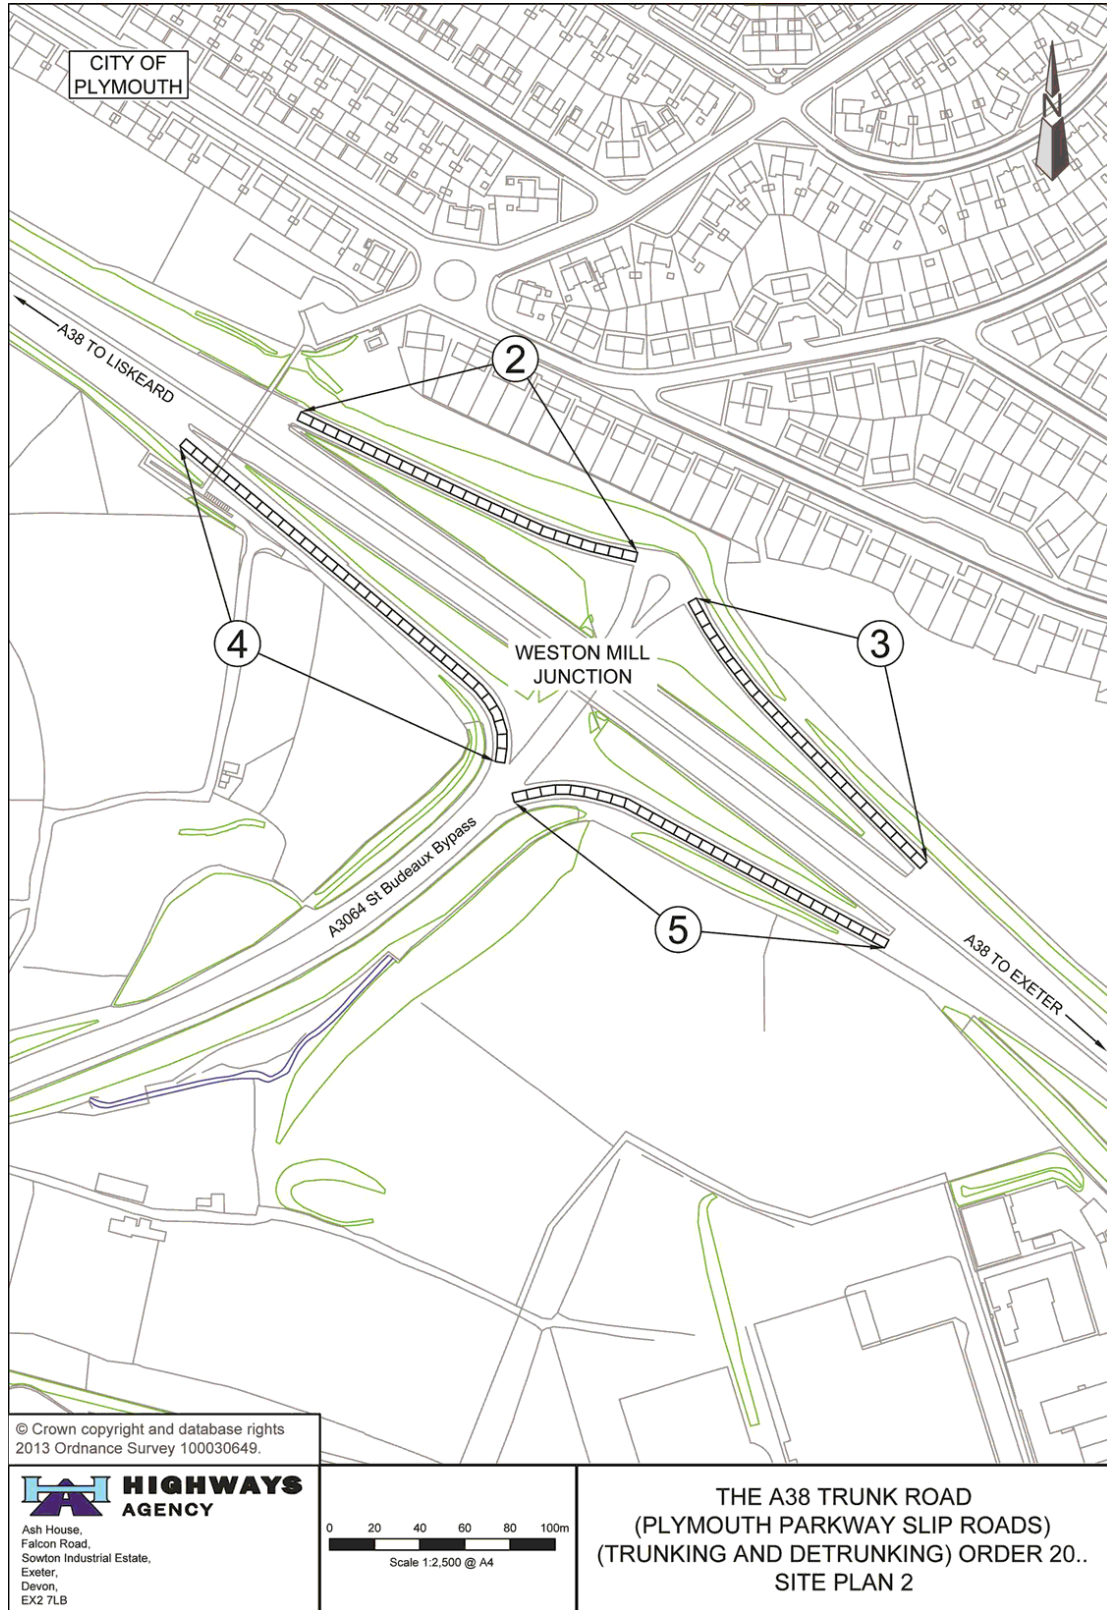 CITY OF
PLYMOUTH
N
A38 TO LISKEARD
2
4
WESTON MILL
JUNCTION
3
A3064 St Budeaux Bypass
5
A38 TO EXETER
© Crown copyright and database rights
2013 Ordnance Survey 100030649.
HIGHWAYS
AGENCY
Ash House,
Falcon Road,
Sowton Industrial Estate,
Exeter,
Devon,
EX2 7LB
0 20 40 60 80 100m
Scale 1:2,500 @ A4
THE A38 TRUNK ROAD
(PLYMOUTH PARKWAY SLIP ROADS)
(TRUNKING AND DETRUNKING) ORDER 20..
SITE PLAN 2